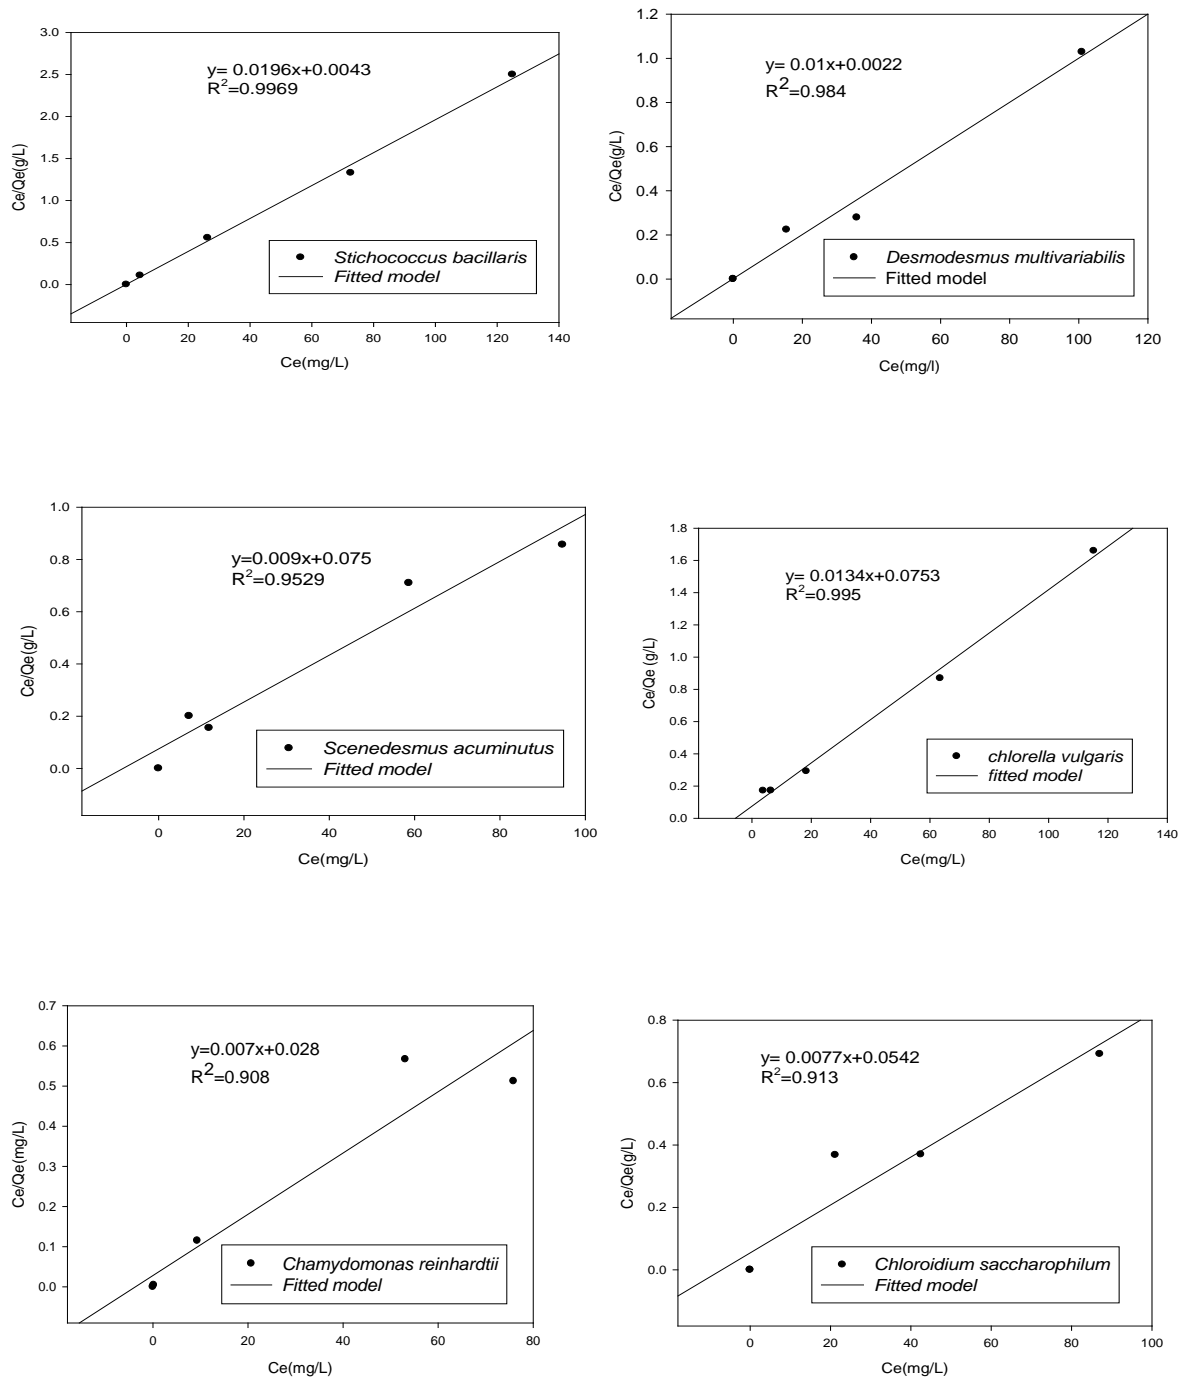 3.0
2.5
2.0
1.5
1.0
0.5
0.0
Ce/Qe(g/L)
y= 0.0196x+0.0043
R²=0.9969
Stichococcus bacillaris
Fitted model
0 20 40 60 80 100 120 140
Ce(mg/L)
1.2
1.0
0.8
0.6
0.4
0.2
0.0
Ce/Qe(g/L)
y= 0.01x+0.0022
R²=0.984
Desmodesmus multivariabilis
Fitted model
0 20 40 60 80 100 120
Ce(mg/l)
1.0
0.8
0.6
0.4
0.2
0.0
Ce/Qe(g/L)
y=0.009x+0.075
R²=0.9529
Scenedesmus acuminutus
Fitted model
0 20 40 60 80 100
Ce(mg/L)
1.8
1.6
1.4
1.2
1.0
0.8
0.6
0.4
0.2
0.0
Ce/Qe (g/L)
y= 0.0134x+0.0753
R²=0.995
chlorella vulgaris
fitted model
0 20 40 60 80 100 120 140
Ce(mg/L)
0.7
0.6
0.5
0.4
0.3
0.2
0.1
0.0
Ce/Qe(mg/L)
y=0.007x+0.028
R²=0.908
Chamydomonas reinhardtii
Fitted model
0 20 40 60 80
Ce(mg/L)
0.8
0.6
0.4
0.2
0.0
Ce/Qe(g/L)
y= 0.0077x+0.0542
R²=0.913
Chloroidium saccharophilum
Fitted model
0 20 40 60 80 100
Ce(mg/L)